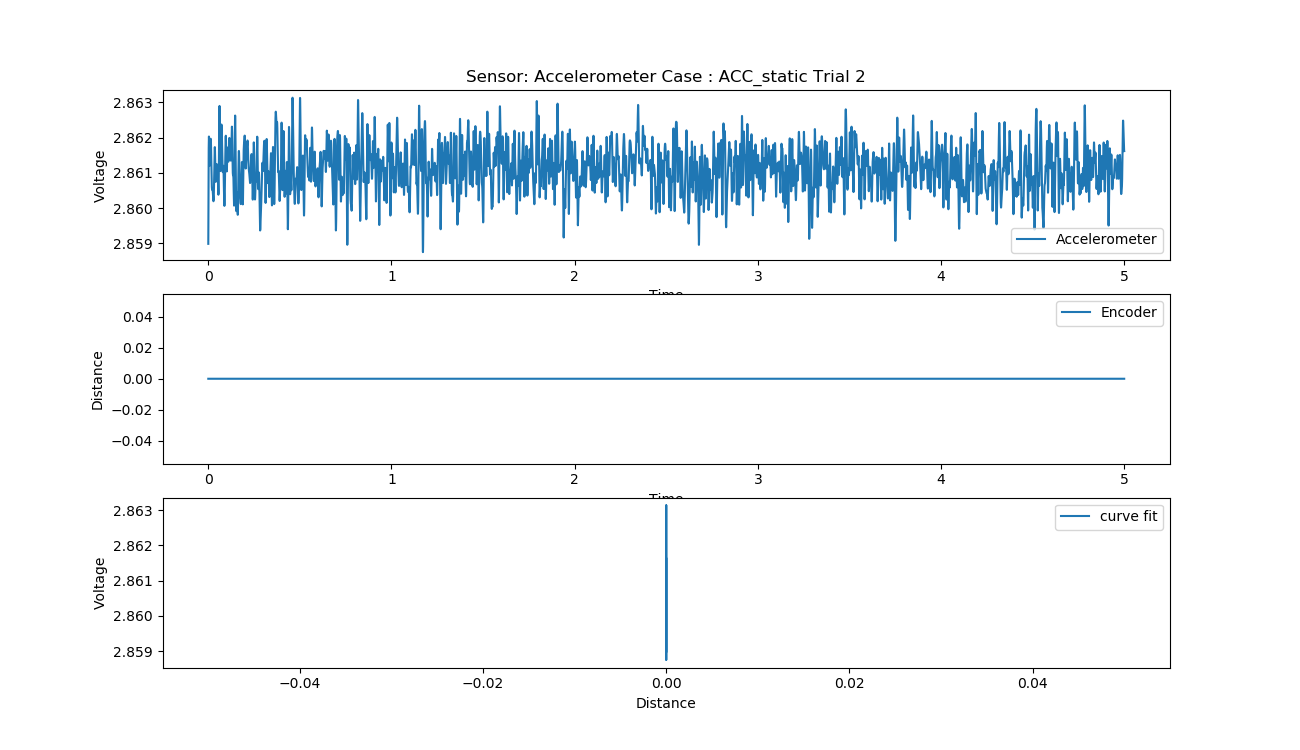 Sensor: Accelerometer Case : ACC_static Trial 2
2.863
2.862
2.861
2.860
2.859
Voltage
Accelerometer
0 1 2 3 4 5
Time
0.04
0.02
0.00
−0.02
−0.04
Distance
Encoder
0 1 2 3 4 5
Time
2.863
2.862
2.861
2.860
2.859
Voltage
curve fit
−0.04 −0.02 0.00 0.02 0.04
Distance